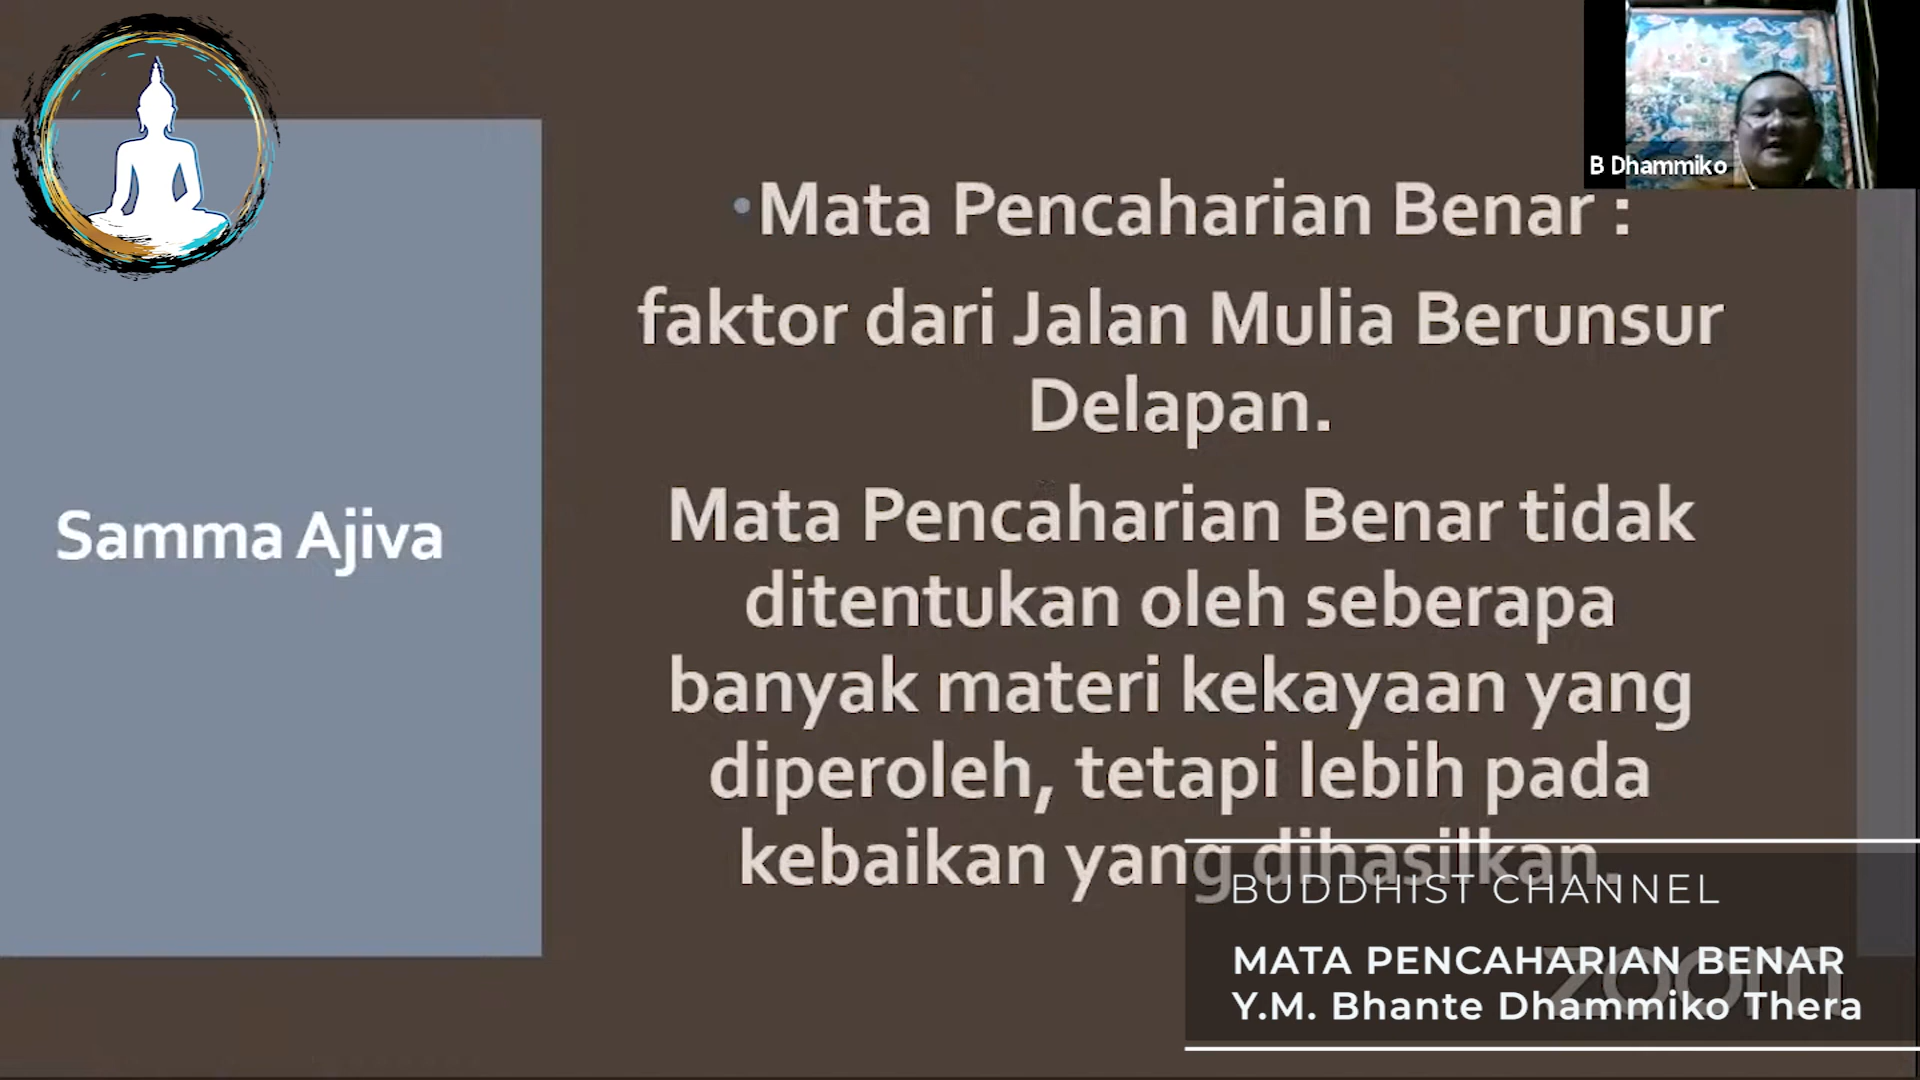 B Dhammiko
•Mata Pencaharian Benar :
faktor dari Jalan Mulia Berunsur
Delapan.
Samma Ajiva
Mata Pencaharian Benar tidak
ditentukan oleh seberapa
banyak materi kekayaan yang
diperoleh, tetapi lebih pada
kebaikan yang dihasilkan.
BUDDHIST CHANNEL
MATA PENCAHARIAN BENAR
Y.M. Bhante Dhammiko Thera
zoom